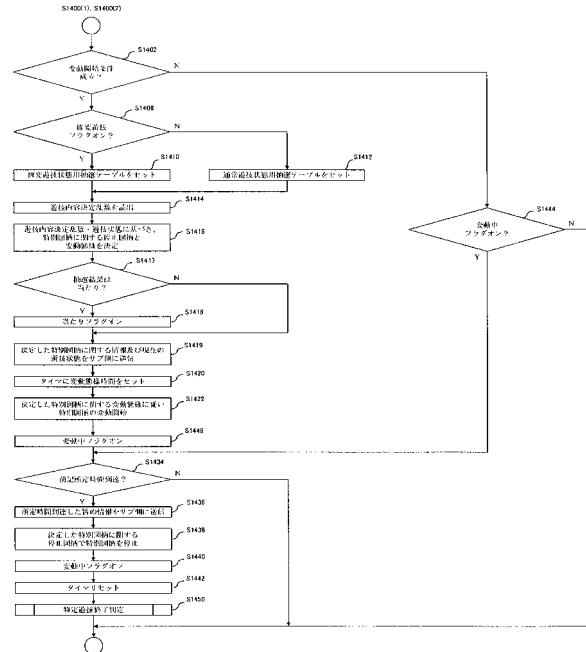 S1400(1), S1400(2)
S1402
変動開始条件
成立?
N
Y
S1408
確変遊技
フラグオン?
N
Y
S1410
確変遊技状態用抽選テーブルをセット
S1412
通常遊技状態用抽選テーブルをセット
S1414
遊技内容決定乱数を読出
S1416
遊技内容決定乱数・遊技状態に基づき、
特別図柄に関する停止図柄と
変動態様を決定
S1444
変動中
フラグオン?
N
Y
S1417
抽選結果は
当たり?
N
Y
S1418
当たりフラグオン
S1419
決定した特別図柄に関する情報及び現在の
遊技状態をサブ側に送信
S1420
タイマに変動態様時間をセット
S1422
決定した特別図柄に関する変動態様に従い
特別図柄の変動開始
S1446
変動中フラグオン
S1434
前記所定時間到達?
N
Y
S1436
所定時間到達した旨の情報をサブ側に送信
S1438
決定した特別図柄に関する
停止図柄で特別図柄を停止
S1440
変動中フラグオフ
S1442
タイマリセット
S1450
特定遊技終了判定